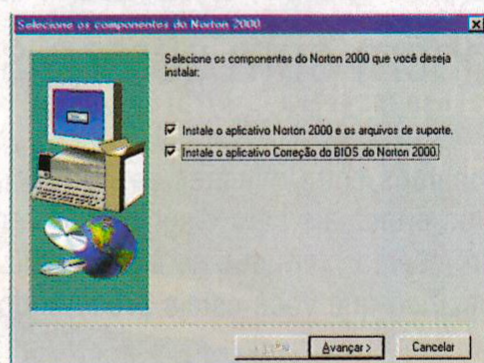 Selecione os componentes do Norton 2000
Selecione os componentes do Norton 2000 que você deseja
instalar:
Instale o aplicativo Norton 2000 e os arquivos de suporte.
Instale o aplicativo Correção do BIOS do Norton 2000.
Avançar >
Cancelar